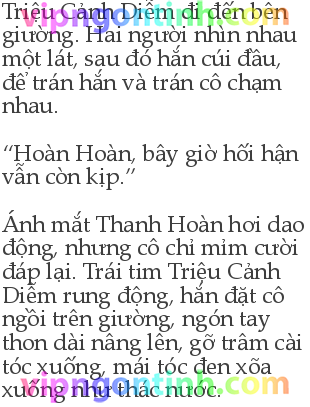 Triệu Cảnh Diễm đi đến bên
giường. Hai người nhìn nhau
một lát, sau đó hắn cúi đầu,
để trán hắn và trán cô chạm
nhau.
“Hoàn Hoàn, bây giờ hối hận
vẫn còn kịp.”
Ánh mắt Thanh Hoàn hơi dao
động, nhưng cô chỉ mỉm cười
đáp lại. Trái tim Triệu Cảnh
Diễm rung động, hắn đặt cô
ngồi trên giường, ngón tay
thon dài nâng lên, gỡ trâm cài
tóc xuống, mái tóc đen xõa
xuống như thác nước.
vipngontinh.com
vipngontinh.com